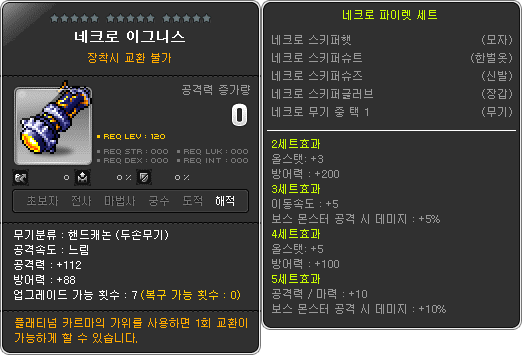 네크로 이그니스
장착시 교환 불가
공격력 증가량
0
REQ LEV : 120
REQ STR : 000 REQ LUK : 000
REQ DEX : 000 REQ INT : 000
0 0 % 0 %
초보자 전사 마법사 궁수 도적 해적
무기분류 : 핸드캐논 (두손무기)
공격속도 : 느림
공격력 : +112
방어력 : +88
업그레이드 가능 횟수 : 7 (복구 가능 횟수 : 0)
플래티넘 카르마의 가위를 사용하면 1회 교환이
가능하게 할 수 있습니다.
네크로 파이렛 세트
네크로 스키퍼햇 (모자)
네크로 스키퍼슈트 (한벌옷)
네크로 스키퍼슈즈 (신발)
네크로 스키퍼글러브 (장갑)
네크로 무기 중 택 1 (무기)
2세트효과
올스탯: +3
방어력 : +200
3세트효과
이동속도 : +5
보스 몬스터 공격 시 데미지 : +5%
4세트효과
올스탯: +5
방어력 : +100
5세트효과
공격력 / 마력 : +10
보스 몬스터 공격 시 데미지 : +10%